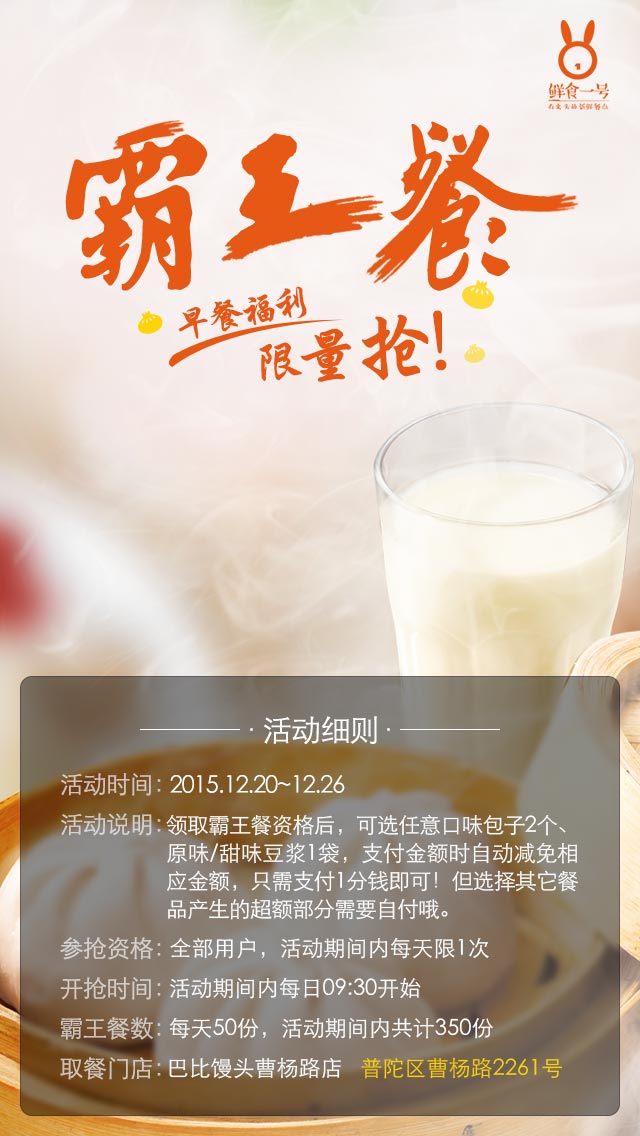 鲜食一号
霸王餐
早餐福利
限量抢!
· 活动细则 ·
活动时间: 2015.12.20~12.26
活动说明: 领取霸王餐资格后，可选任意口味包子2个、
原味/甜味豆浆1袋，支付金额时自动减免相
应金额，只需支付1分钱即可！但选择其它餐
品产生的超额部分需要自付哦。
参抢资格: 全部用户，活动期间内每天限1次
开抢时间: 活动期间内每日09:30开始
霸王餐数: 每天50份，活动期间内共计350份
取餐门店: 巴比馒头曹杨路店 普陀区曹杨路2261号